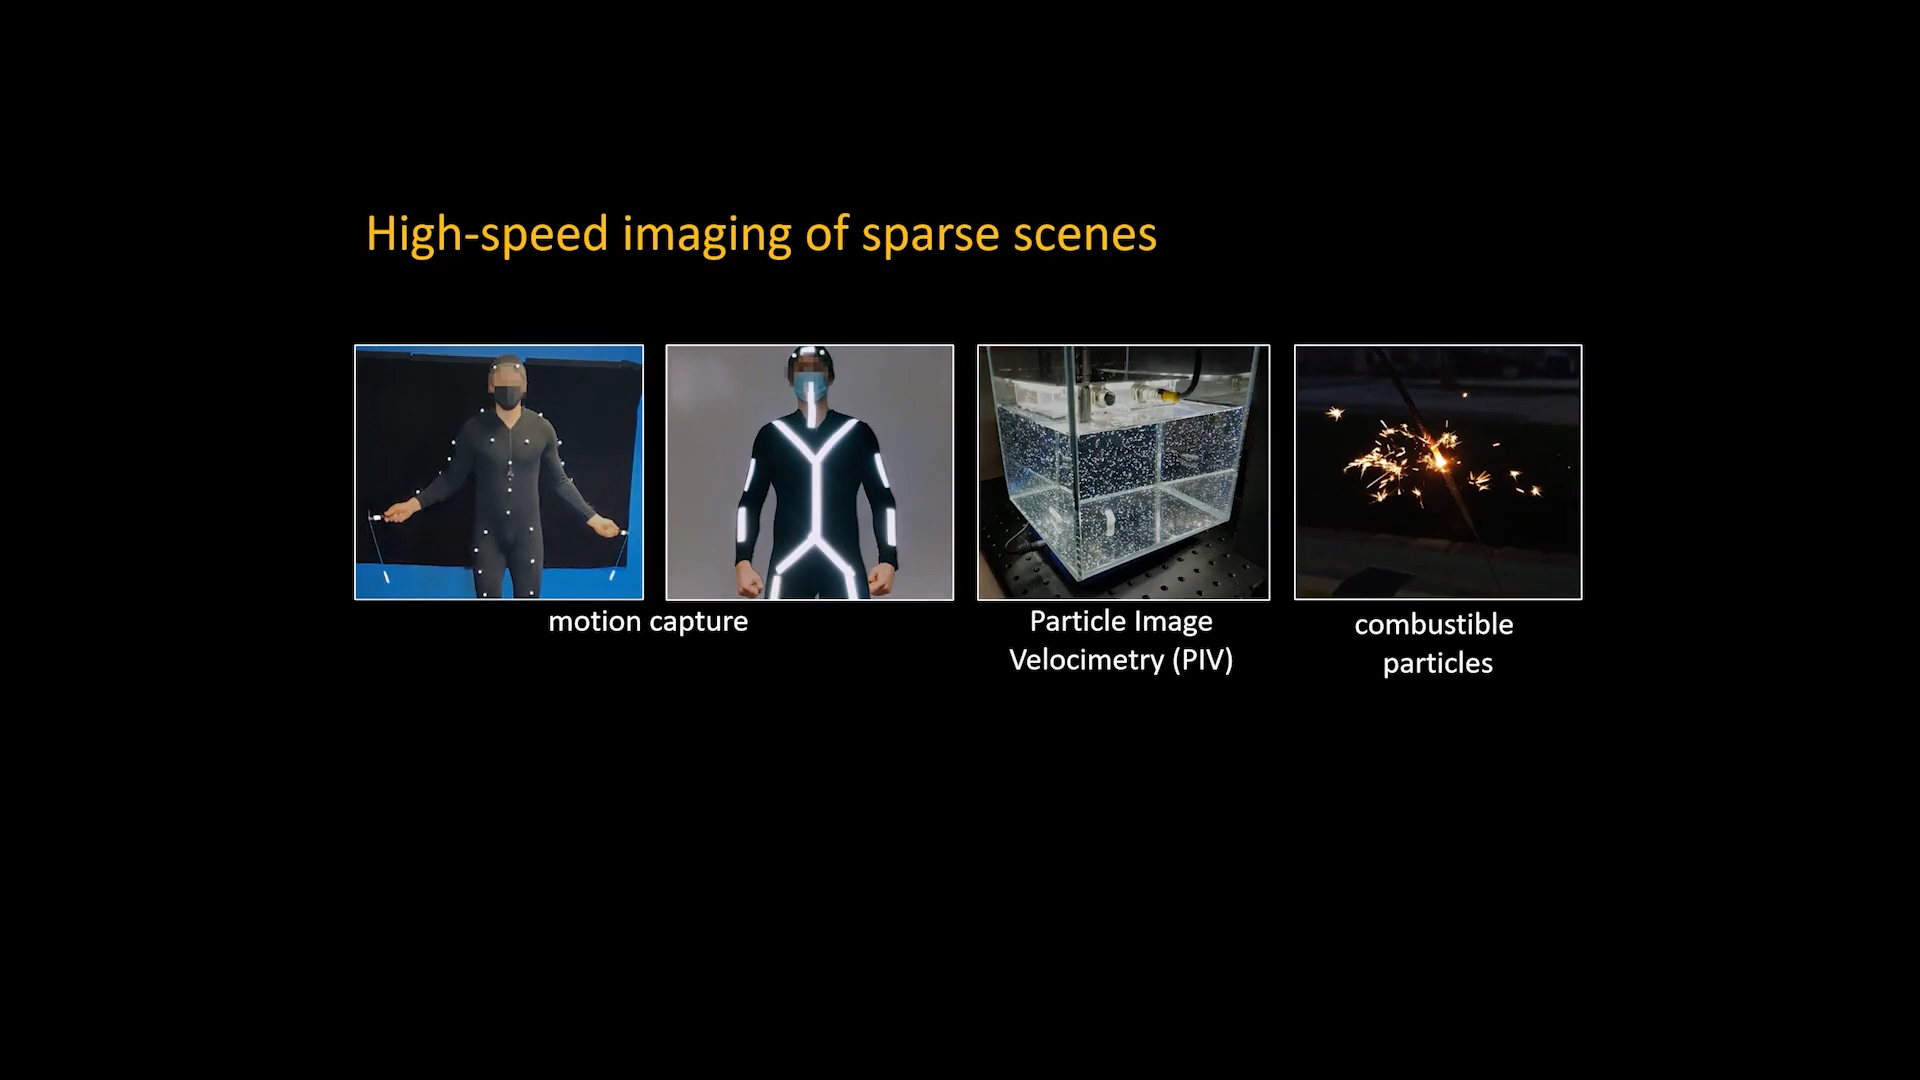 High-speed imaging of sparse scenes
motion capture
Particle Image
Velocimetry (PIV)
combustible
particles